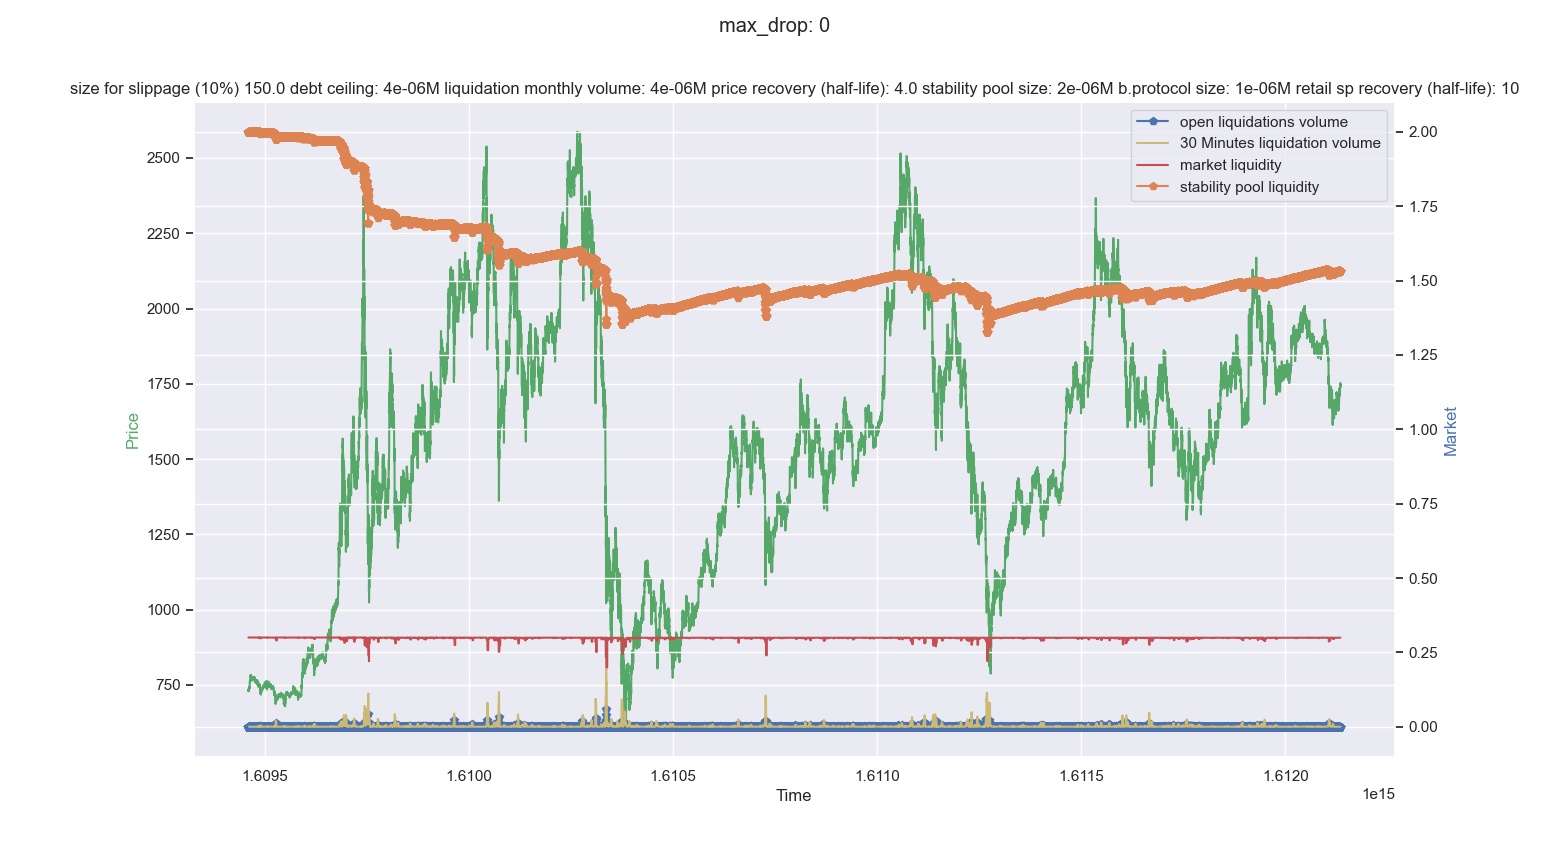 max_drop: 0
size for slippage (10%) 150.0 debt ceiling: 4e-06M liquidation monthly volume: 4e-06M price recovery (half-life): 4.0 stability pool size: 2e-06M b.protocol size: 1e-06M retail sp recovery (half-life): 10
open liquidations volume
30 Minutes liquidation volume
market liquidity
stability pool liquidity
2500
2250
2000
1750
1500
1250
1000
750
Price
2.00
1.75
1.50
1.25
1.00
0.75
0.50
0.25
0.00
Market
1.6095 1.6100 1.6105 1.6110 1.6115 1.6120
Time
1e15